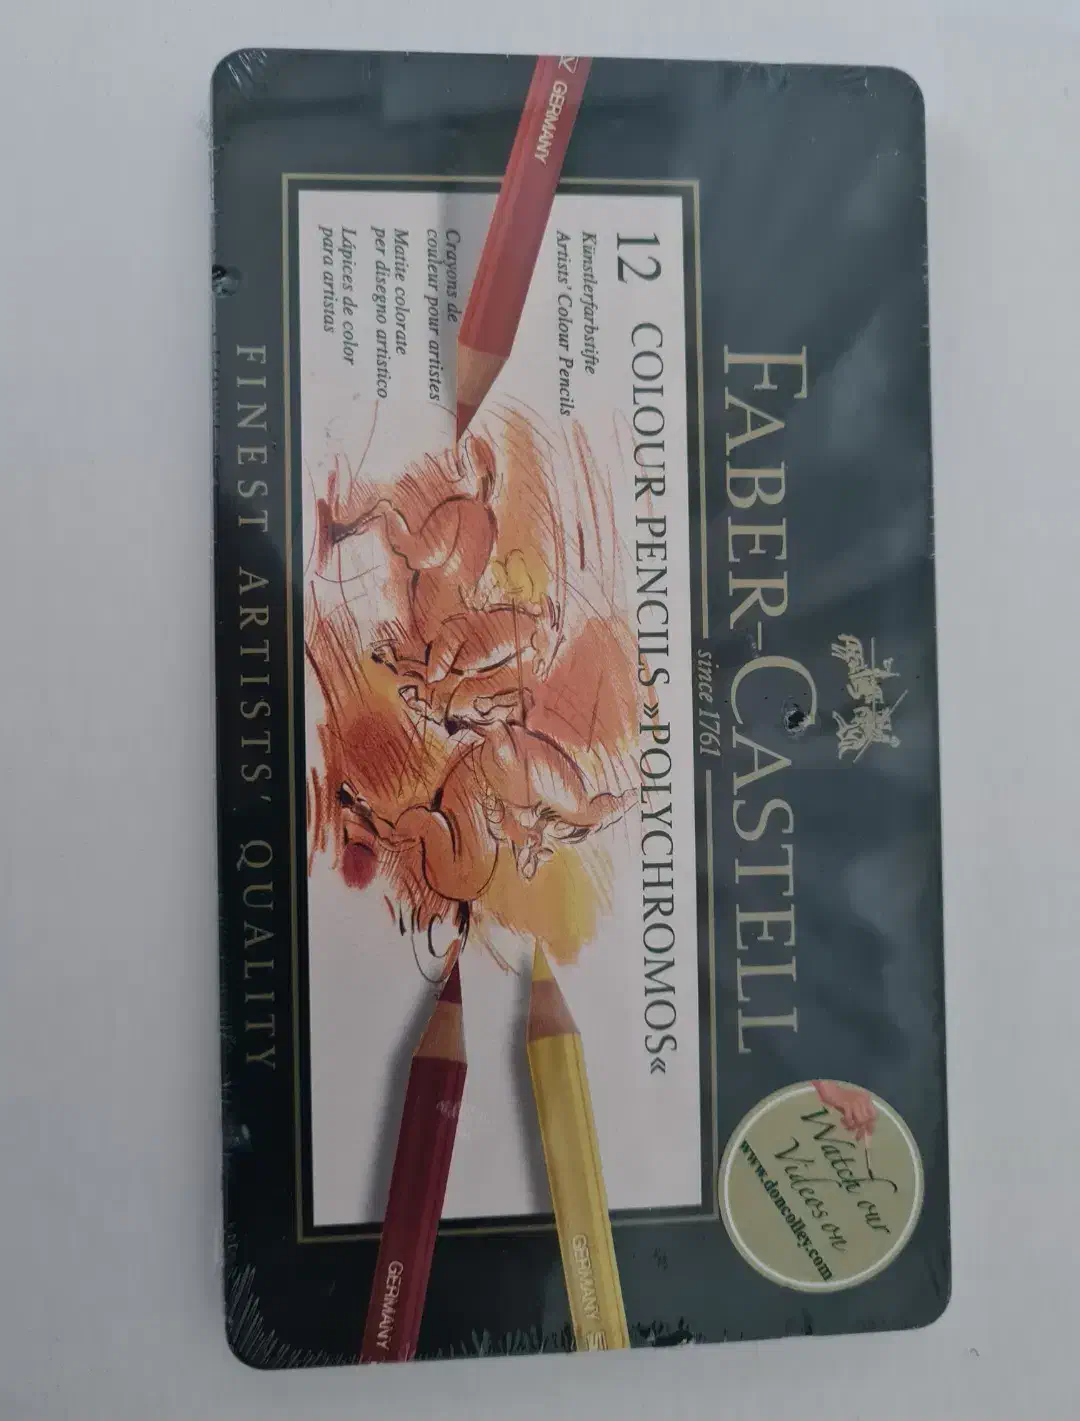 FABER-CASTELL
since 1761
12 COLOUR PENCILS »POLYCHROMOS«
Künstlerfarbstifte
Artists' Colour Pencils
Crayons de
couleur pour artistes
Matite colorate
per disegno artistico
Lápices de color
para artistas
FINEST ARTISTS' QUALITY
Watch our
Videos on
www.doncolley.com
GERMANY
GERMANY
GERMANY